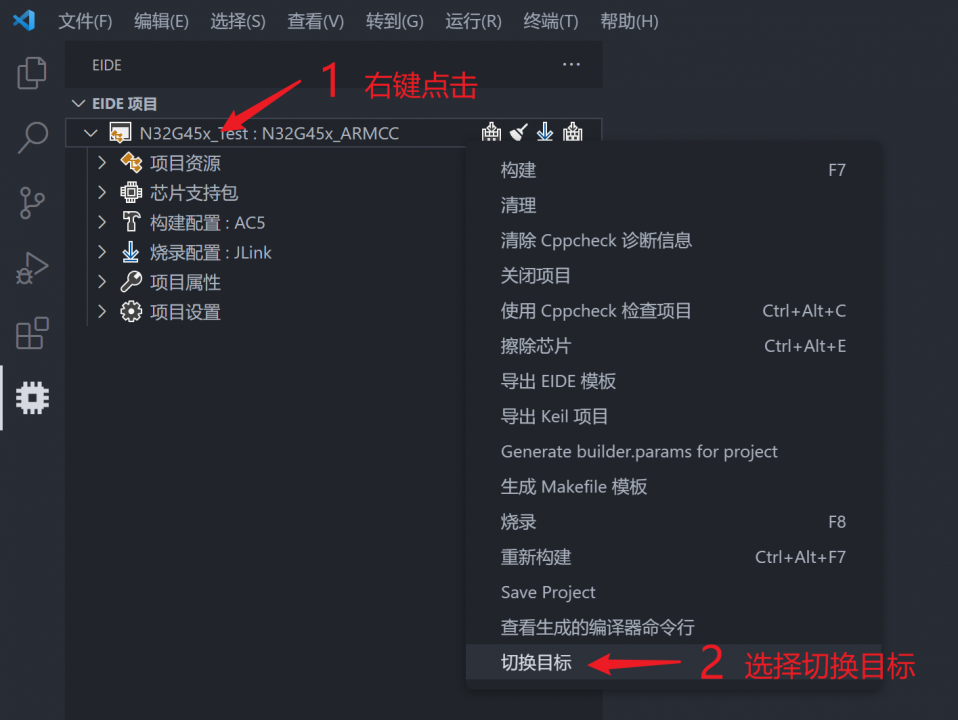 文件(F) 编辑(E) 选择(S) 查看(V) 转到(G) 运行(R) 终端(T) 帮助(H)
EIDE ···
EIDE 项目
1 右键点击
N32G45x_Test : N32G45x_ARMCC
项目资源
芯片支持包
构建配置 : AC5
烧录配置 : JLink
项目属性
项目设置
构建 F7
清理
清除 Cppcheck 诊断信息
关闭项目
使用 Cppcheck 检查项目 Ctrl+Alt+C
擦除芯片 Ctrl+Alt+E
导出 EIDE 模板
导出 Keil 项目
Generate builder.params for project
生成 Makefile 模板
烧录 F8
重新构建 Ctrl+Alt+F7
Save Project
查看生成的编译器命令行
切换目标 2 选择切换目标